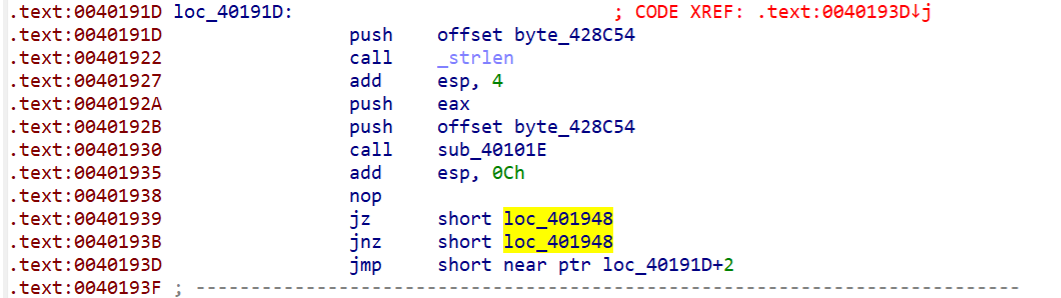 .text:0040191D loc_40191D: ; CODE XREF: .text:0040193D↓j
.text:0040191D push offset byte_428C54
.text:00401922 call _strlen
.text:00401927 add esp, 4
.text:0040192A push eax
.text:0040192B push offset byte_428C54
.text:00401930 call sub_40101E
.text:00401935 add esp, 0Ch
.text:00401938 nop
.text:00401939 jz short loc_401948
.text:0040193B jnz short loc_401948
.text:0040193D jmp short near ptr loc_40191D+2
.text:0040193F ; ---------------------------------------------------------------------------